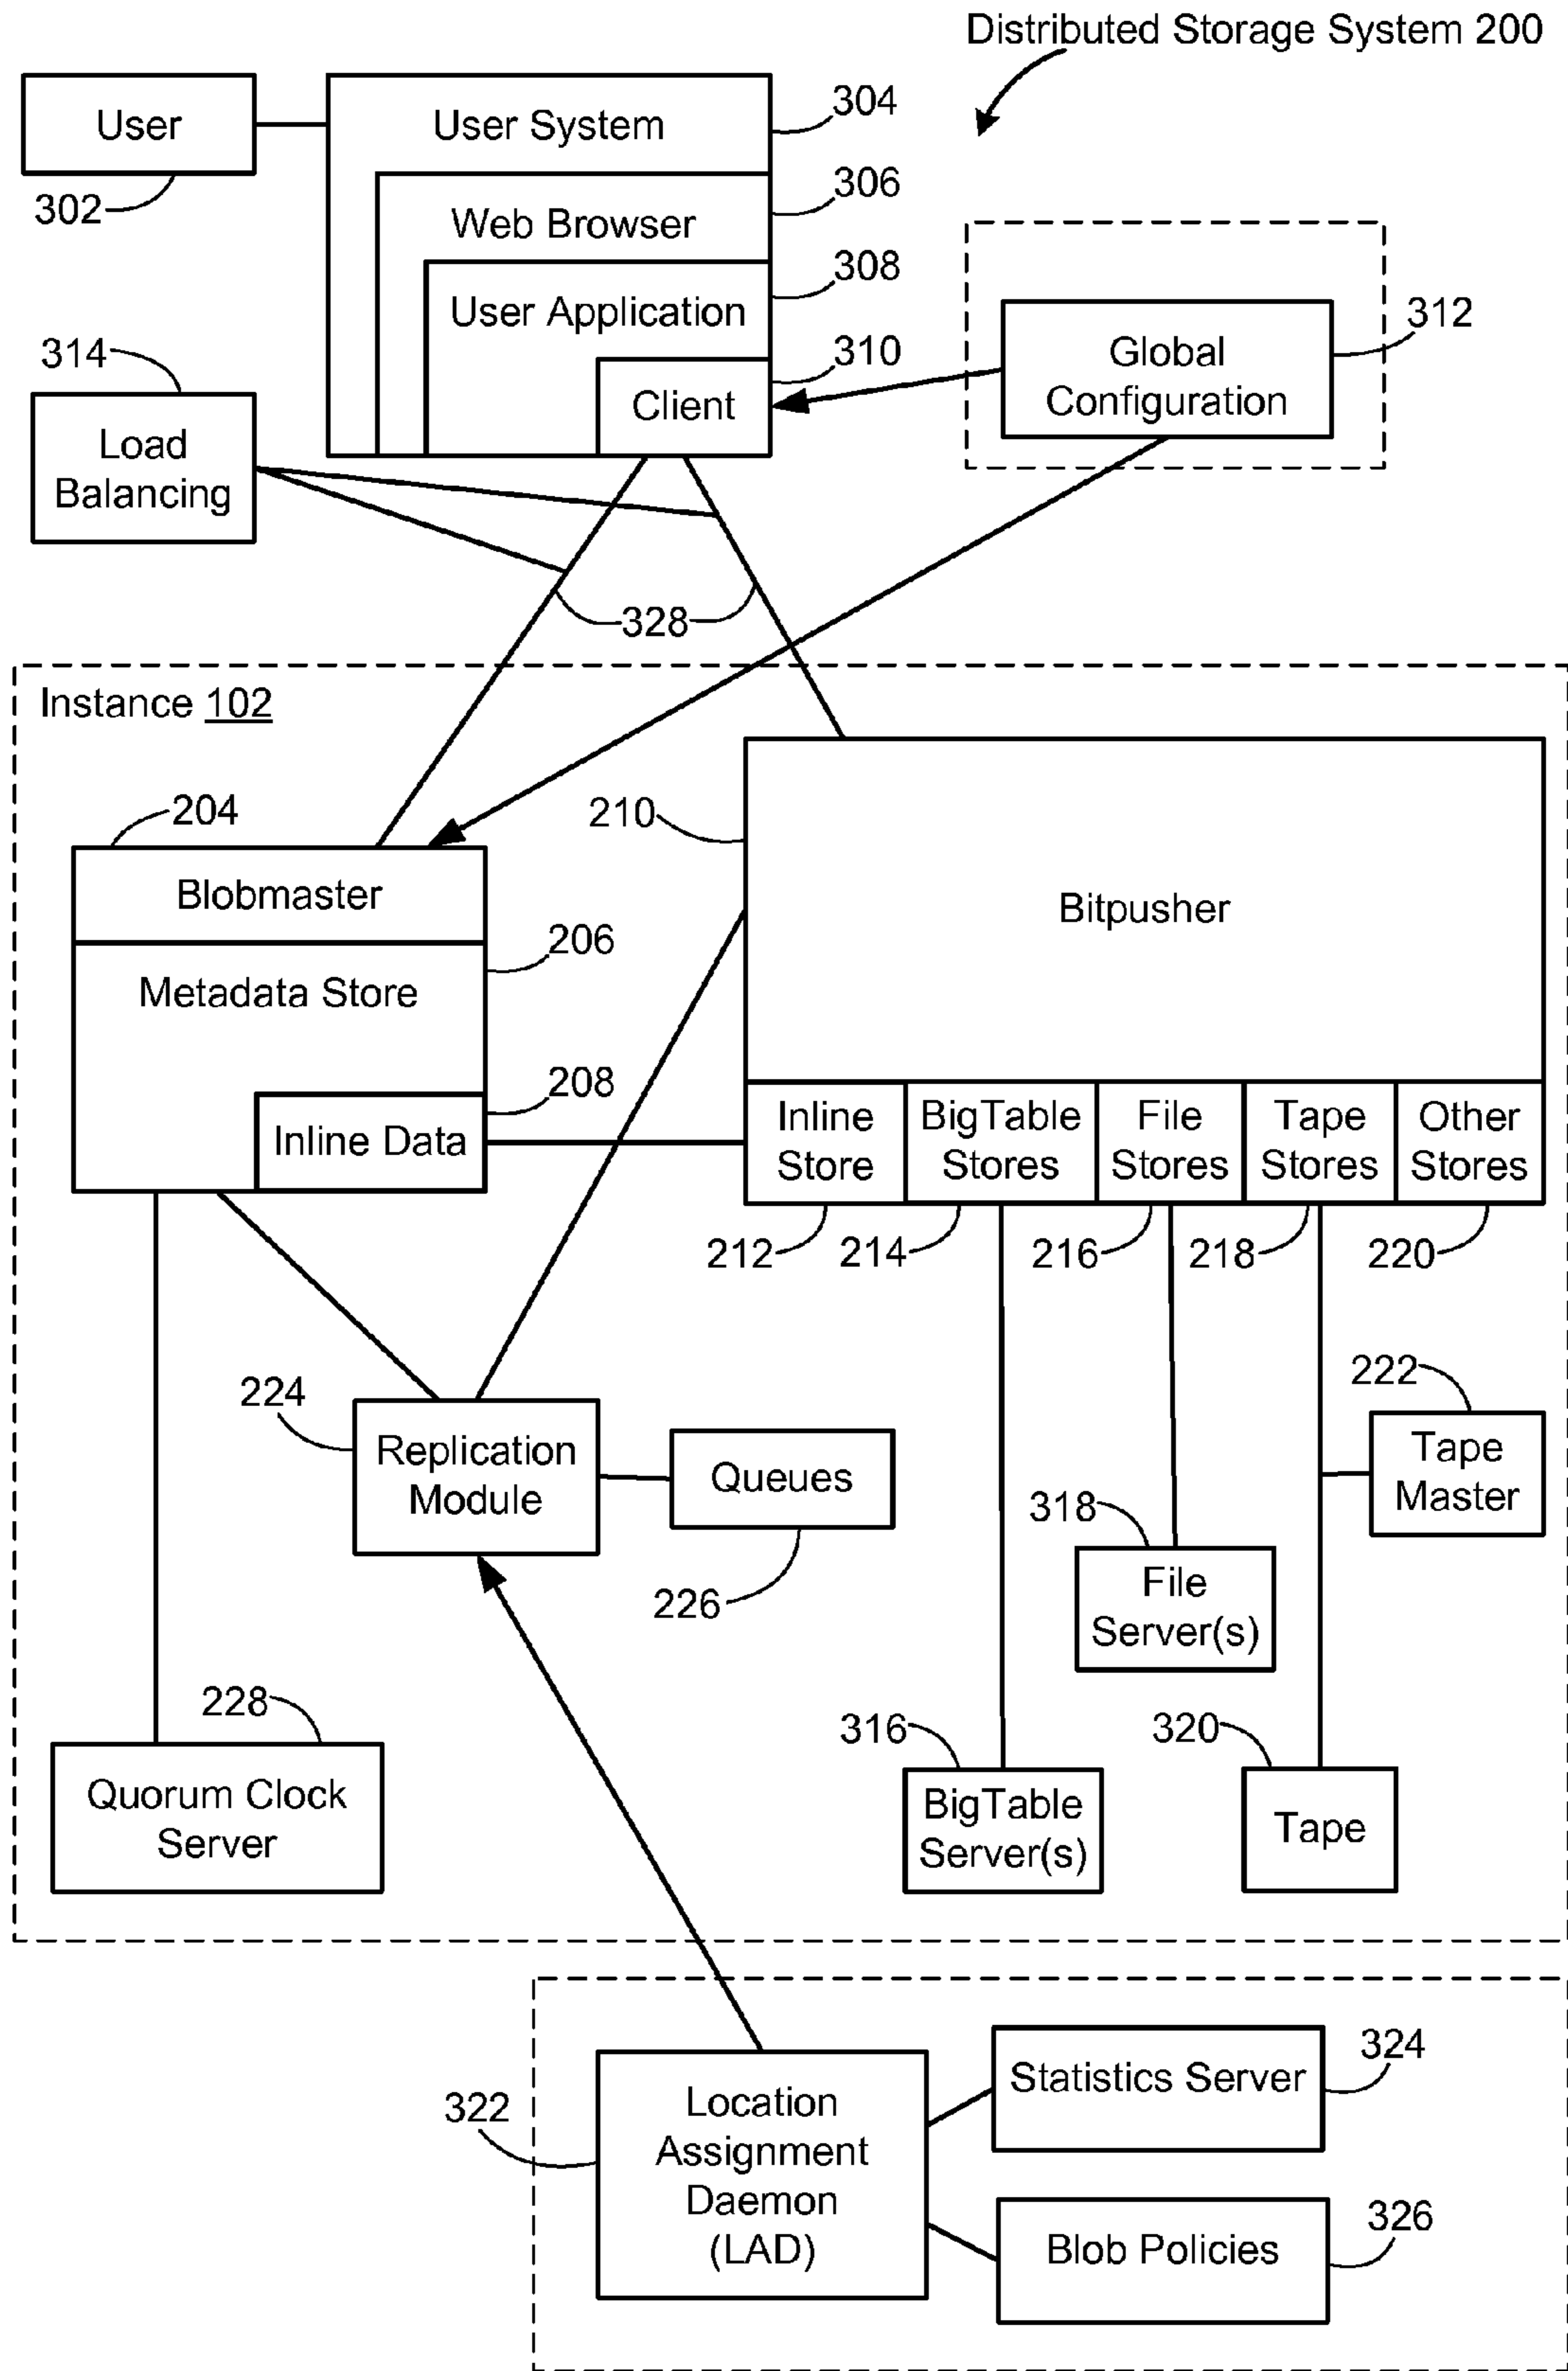 Distributed Storage System 200
User
302
User System
304
Web Browser
306
User Application
308
Client
310
Global
Configuration
312
314
Load
Balancing
328
Instance 102
204
Blobmaster
206
Metadata Store
208
Inline Data
210
Bitpusher
Inline
Store
BigTable
Stores
File
Stores
Tape
Stores
Other
Stores
212
214
216
218
220
224
Replication
Module
Queues
226
222
Tape
Master
318
File
Server(s)
228
Quorum Clock
Server
316
BigTable
Server(s)
320
Tape
322
Location
Assignment
Daemon
(LAD)
Statistics Server
324
Blob Policies
326